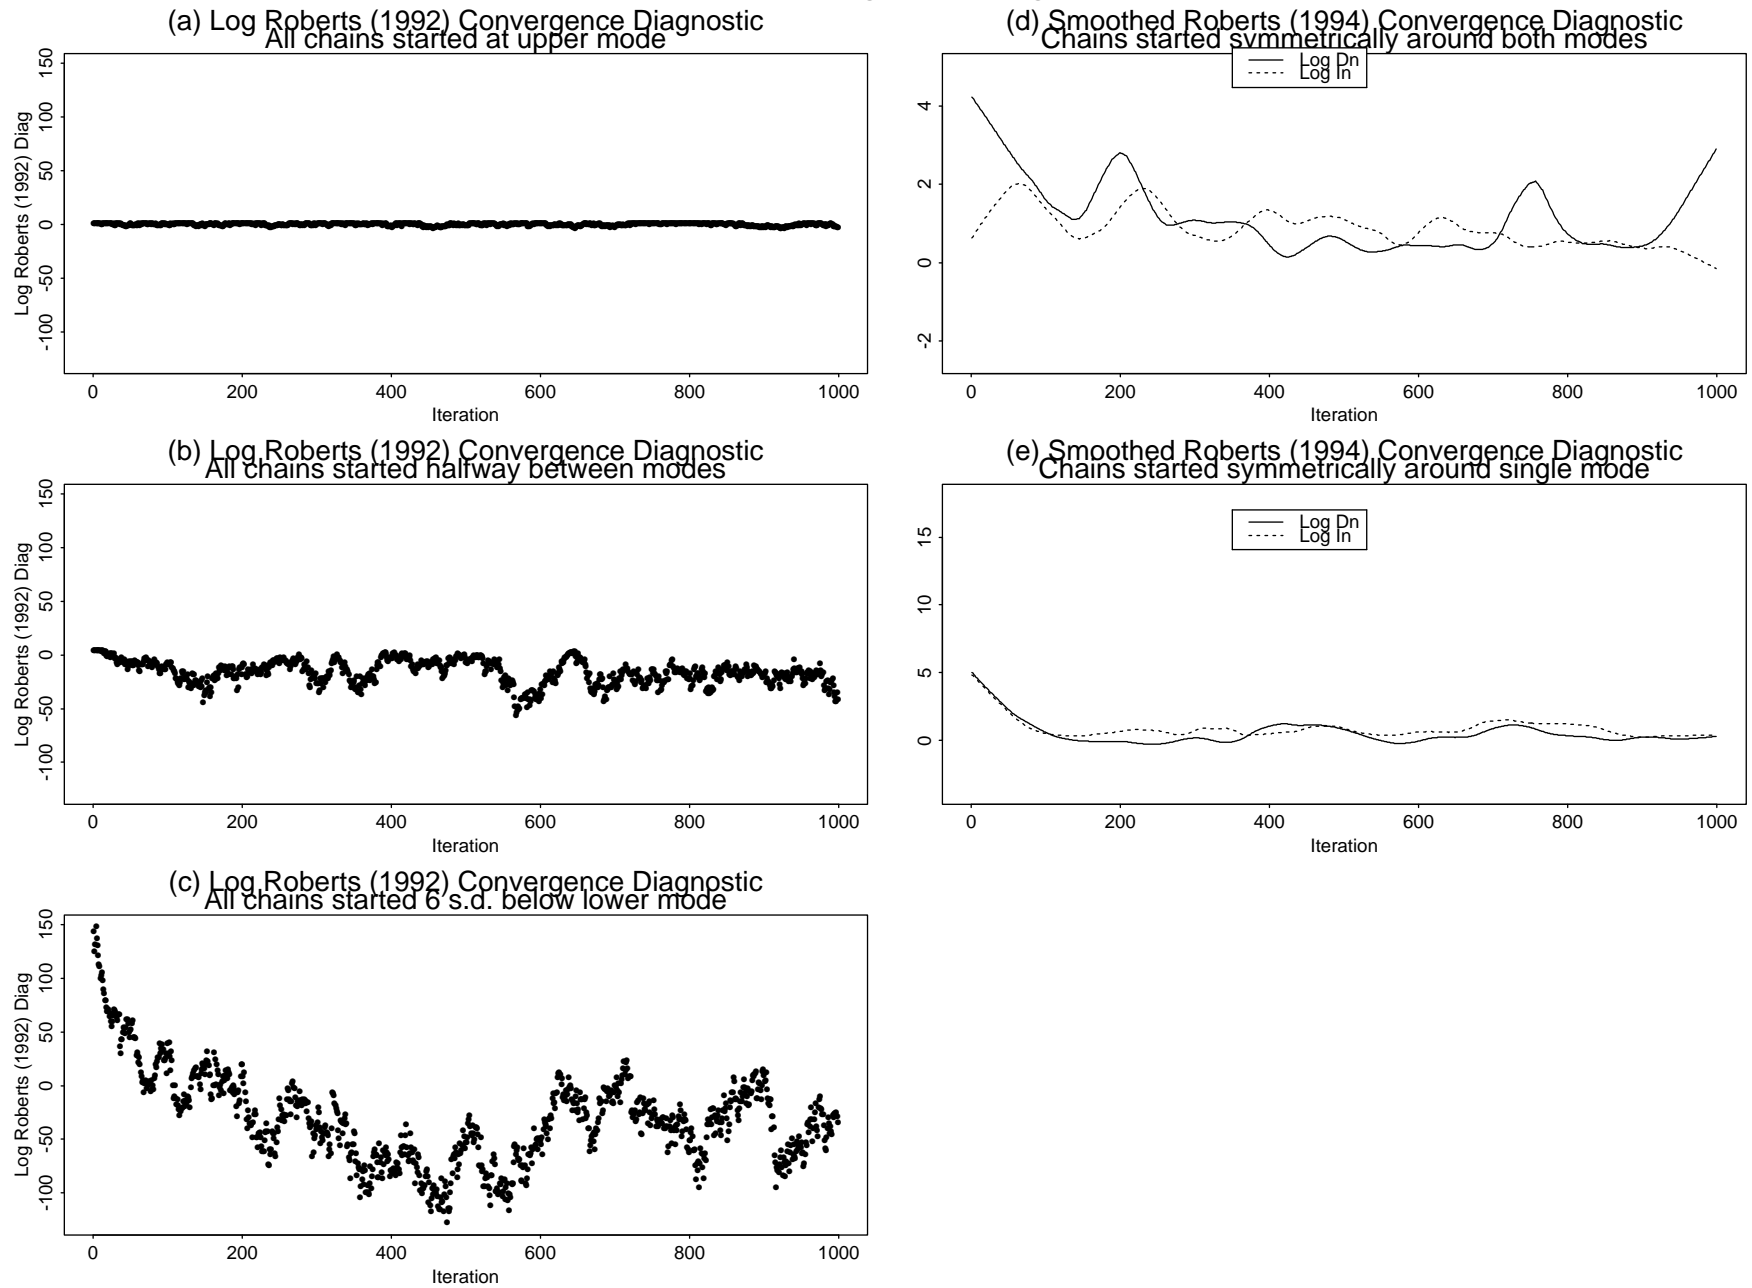 (a) Log Roberts (1992) Convergence Diagnostic
All chains started at upper mode
Log Roberts (1992) Diag
150
100
50
0
-50
-100
0 200 400 600 800 1000
Iteration
(d) Smoothed Roberts (1994) Convergence Diagnostic
Chains started symmetrically around both modes
Log Dn
Log In
4
2
0
-2
0 200 400 600 800 1000
Iteration
(b) Log Roberts (1992) Convergence Diagnostic
All chains started halfway between modes
Log Roberts (1992) Diag
150
100
50
0
-50
-100
0 200 400 600 800 1000
Iteration
(e) Smoothed Roberts (1994) Convergence Diagnostic
Chains started symmetrically around single mode
Log Dn
Log In
15
10
5
0
0 200 400 600 800 1000
Iteration
(c) Log Roberts (1992) Convergence Diagnostic
All chains started 6 s.d. below lower mode
Log Roberts (1992) Diag
150
100
50
0
-50
-100
0 200 400 600 800 1000
Iteration